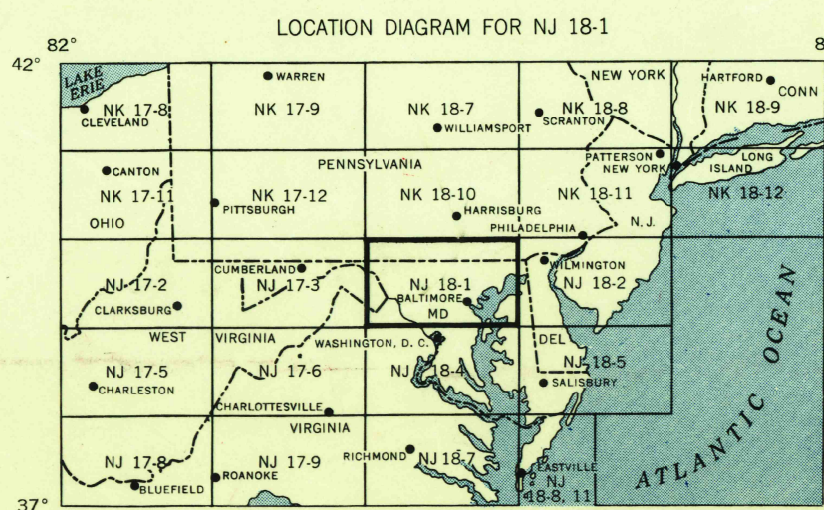 LOCATION DIAGRAM FOR NJ 18-1
82°
8
42°
LAKE
ERIE
WARREN
NEW YORK
HARTFORD
CONN
NK 17-8
NK 17-9
NK 18-7
NK 18-8
NK 18-9
CLEVELAND
WILLIAMSPORT
SCRANTON
PENNSYLVANIA
PATTERSON
NEW YORK
LONG
ISLAND
CANTON
NK 17-11
NK 17-12
NK 18-10
NK 18-11
NK 18-12
OHIO
PITTSBURGH
HARRISBURG
PHILADELPHIA
N.J.
CUMBERLAND
WILMINGTON
NJ 17-2
NJ 17-3
NJ 18-1
NJ 18-2
CLARKSBURG
BALTIMORE
MD
WEST VIRGINIA
WASHINGTON, D.C.
DEL
NJ 17-5
NJ 17-6
NJ 18-4
NJ 18-5
CHARLESTON
SALISBURY
CHARLOTTESVILLE
VIRGINIA
RICHMOND
NJ 17-8
NJ 17-9
NJ 18-7
BLUEFIELD
ROANOKE
EASTVILLE
NJ
18-8, 11
ATLANTIC OCEAN
37°